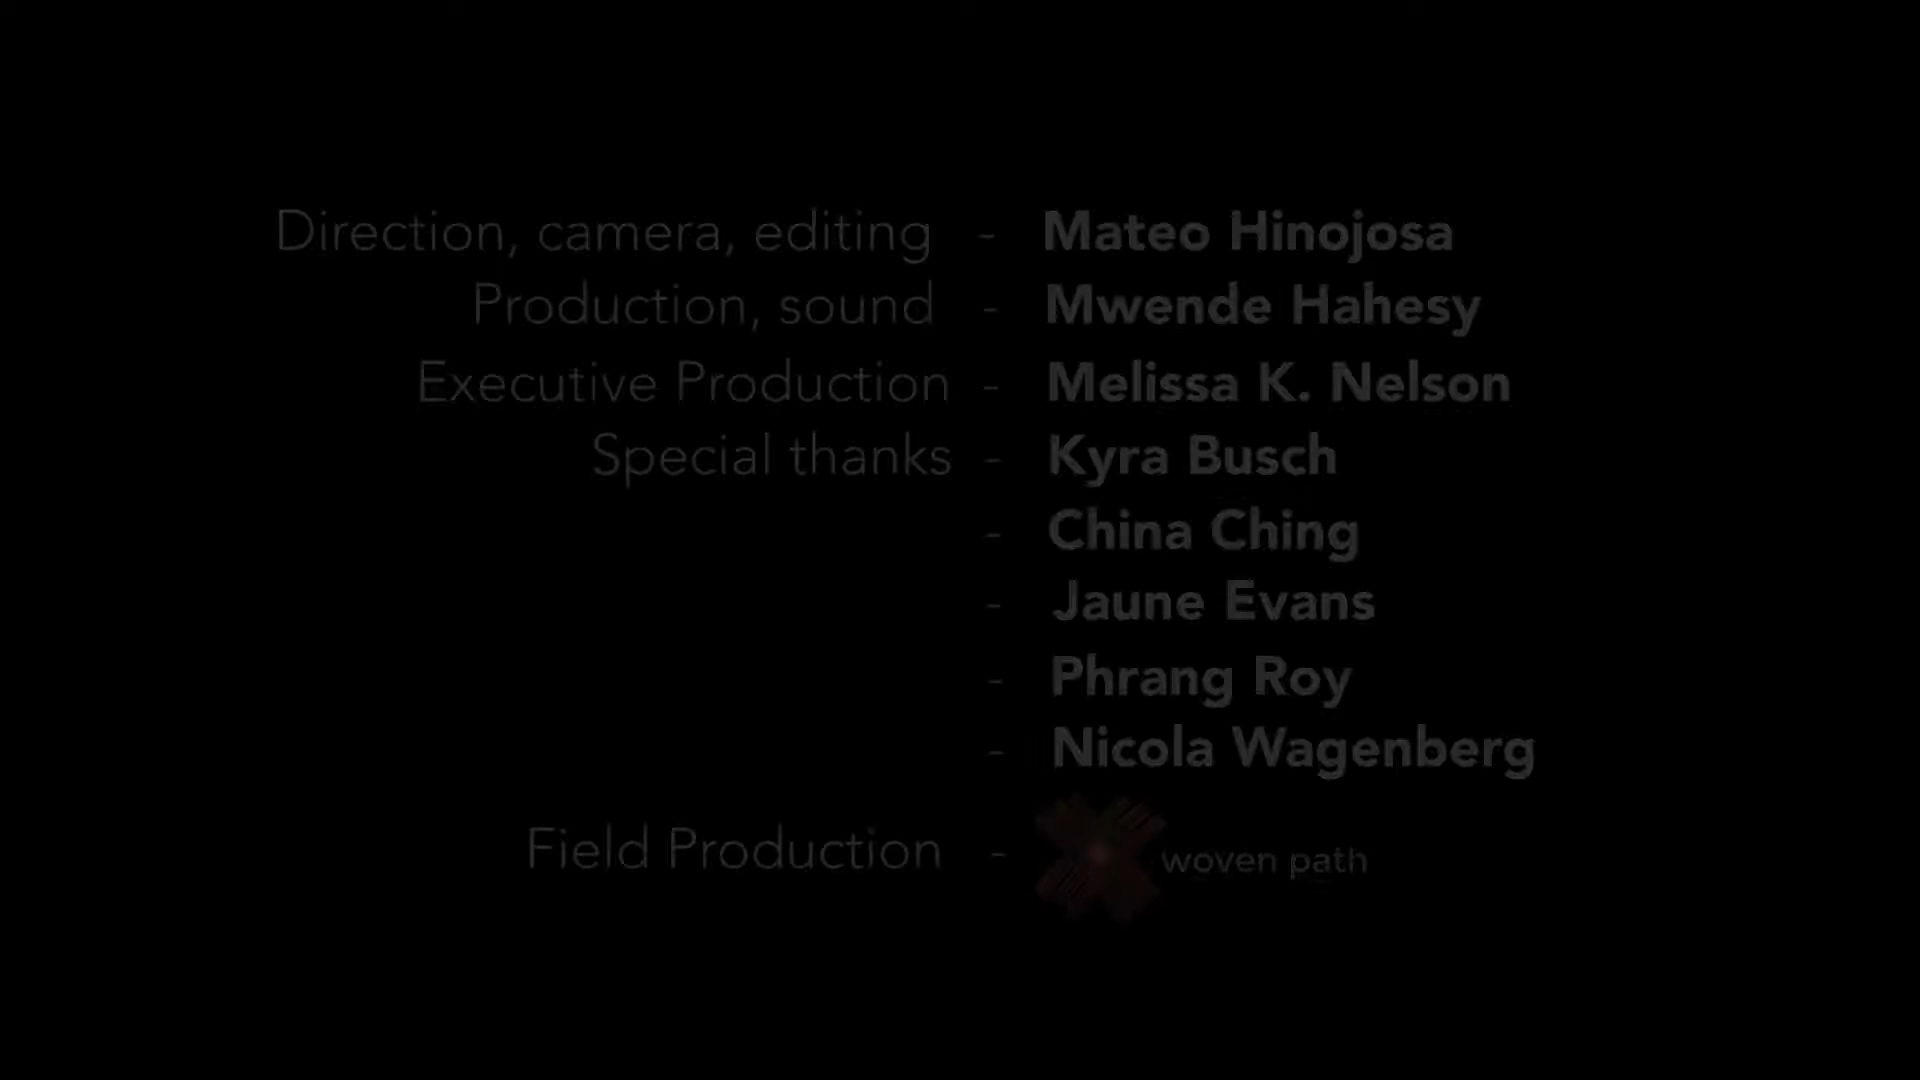 Direction, camera, editing - Mateo Hinojosa
Production, sound - Mwende Hahesy
Executive Production - Melissa K. Nelson
Special thanks - Kyra Busch
- China Ching
- Jaune Evans
- Phrang Roy
- Nicola Wagenberg
Field Production - woven path